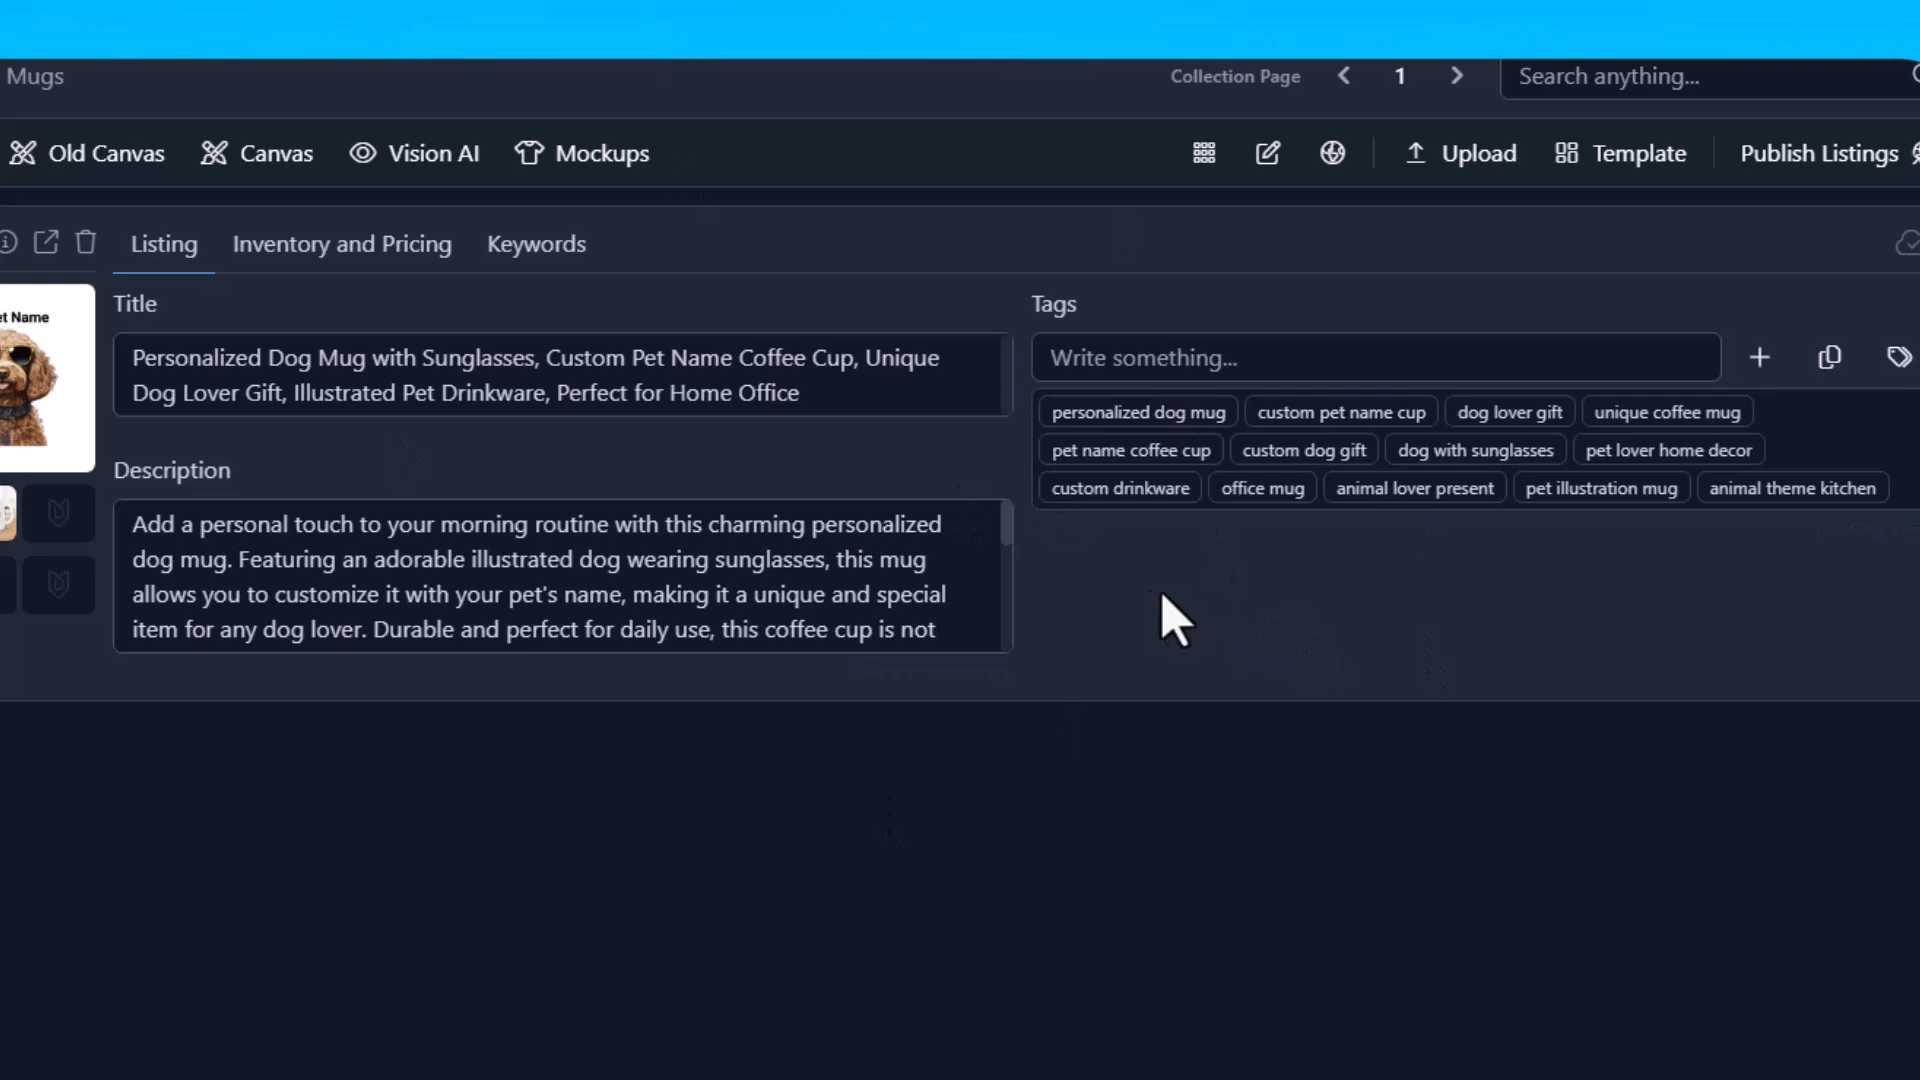 Mugs
Collection Page 1 Search anything...
Old Canvas Canvas Vision AI Mockups Upload Template Publish Listings
Listing Inventory and Pricing Keywords
et Name
Title
Personalized Dog Mug with Sunglasses, Custom Pet Name Coffee Cup, Unique
Dog Lover Gift, Illustrated Pet Drinkware, Perfect for Home Office
Description
Add a personal touch to your morning routine with this charming personalized
dog mug. Featuring an adorable illustrated dog wearing sunglasses, this mug
allows you to customize it with your pet's name, making it a unique and special
item for any dog lover. Durable and perfect for daily use, this coffee cup is not
Tags
Write something...
personalized dog mug custom pet name cup dog lover gift unique coffee mug
pet name coffee cup custom dog gift dog with sunglasses pet lover home decor
custom drinkware office mug animal lover present pet illustration mug animal theme kitchen